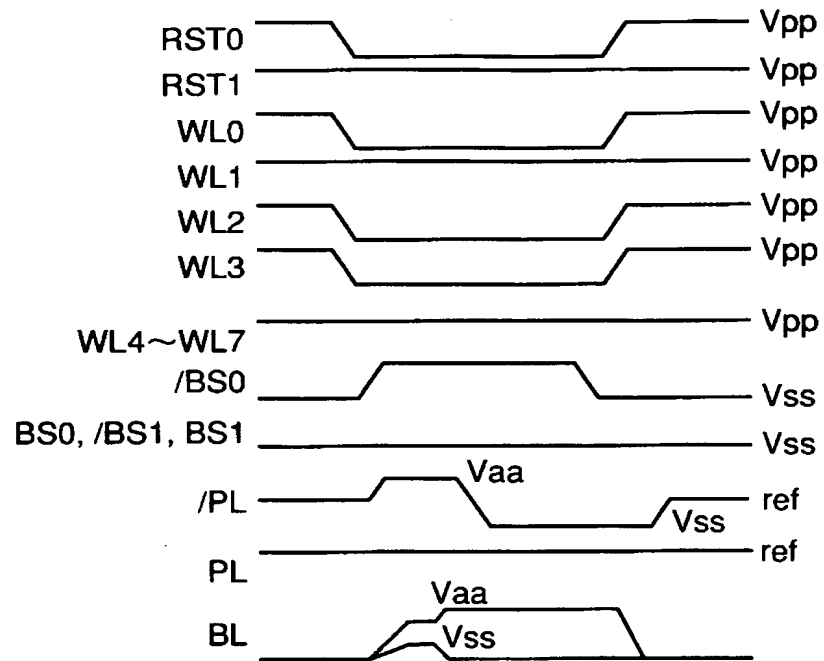 RST0 Vpp
RST1 Vpp
WL0 Vpp
WL1 Vpp
WL2 Vpp
WL3 Vpp
WL4~WL7 Vpp
/BS0 Vss
BS0, /BS1, BS1 Vss
/PL Vaa Vss ref
PL ref
BL Vaa Vss